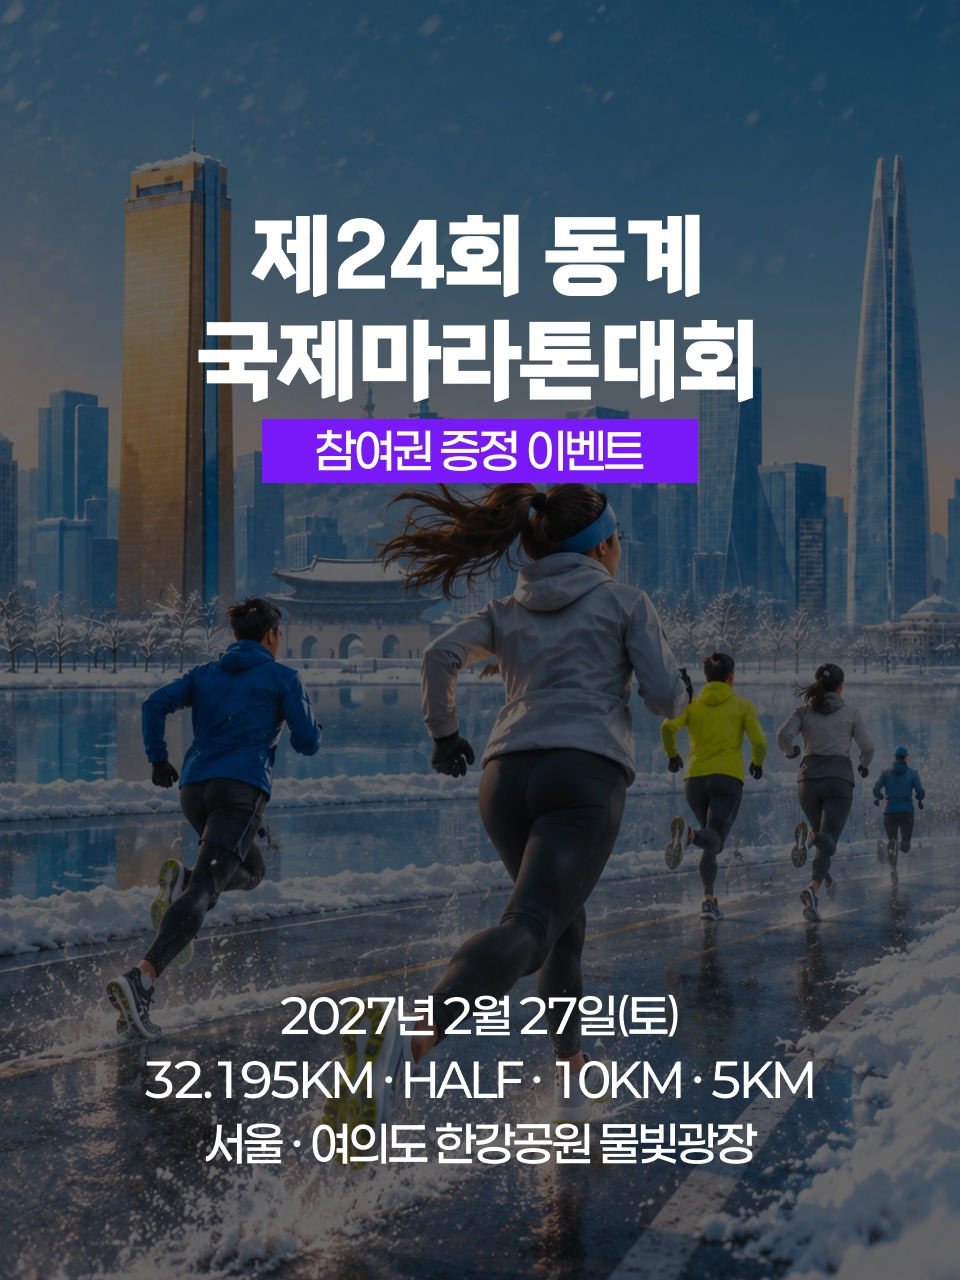 제24회 동계
국제마라톤대회
참여권 증정 이벤트
2027년 2월 27일(토)
32.195KM · HALF · 10KM · 5KM
서울 · 여의도 한강공원 물빛광장